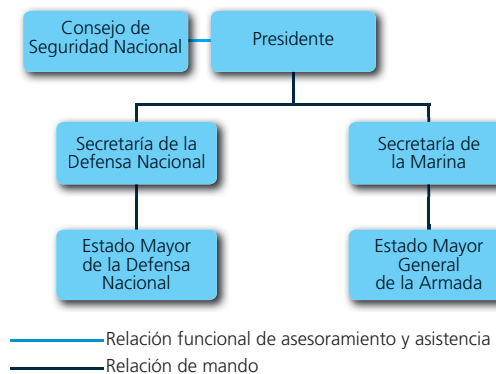 Consejo de
Seguridad Nacional
Presidente
Secretaría de la
Defensa Nacional
Secretaría de
la Marina
Estado Mayor
de la Defensa
Nacional
Estado Mayor
General
de la Armada
Relación funcional de asesoramiento y asistencia
Relación de mando